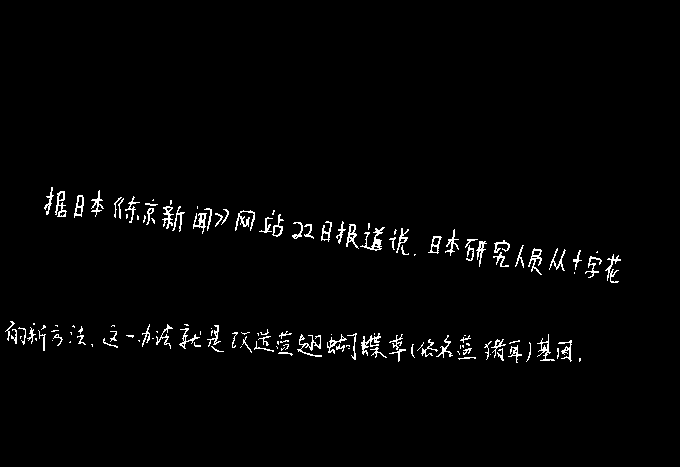 据日本《东京新闻》网站22日报道说.日本研究人员从十字花
的新方法.这一办法就是改造蓝翅蝴蝶草(俗名蓝猪耳)基因.